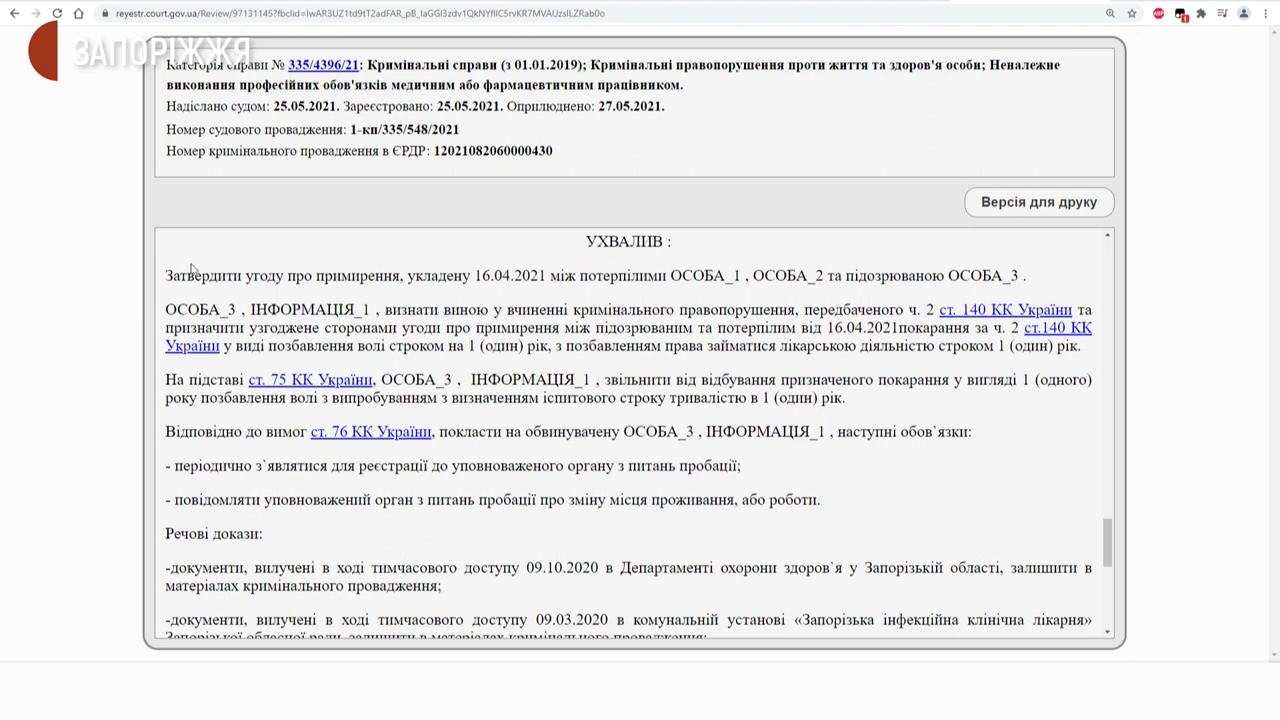 reyestr.court.gov.ua/Review/97131145?fbclid=IwAR3UZ1td9tT2adFAR_pB_laGGl3zdv1QkNYfIlC5rvKR7MVAUzsILZRab0o
ЗАПОРІЖЖЯ
Категорія справи № 335/4396/21: Кримінальні справи (з 01.01.2019); Кримінальні правопорушення проти життя та здоров'я особи; Неналежне
виконання професійних обов'язків медичним або фармацевтичним працівником.
Надіслано судом: 25.05.2021. Зареєстровано: 25.05.2021. Оприлюднено: 27.05.2021.
Номер судового провадження: 1-кп/335/548/2021
Номер кримінального провадження в ЄРДР: 12021082060000430
Версія для друку
УХВАЛИВ :
Затвердити угоду про примирення, укладену 16.04.2021 між потерпілими ОСОБА_1 , ОСОБА_2 та підозрюваною ОСОБА_3 .
ОСОБА_3 , ІНФОРМАЦІЯ_1 , визнати виною у вчиненні кримінального правопорушення, передбаченого ч. 2 ст. 140 КК України та
призначити узгоджене сторонами угоди про примирення між підозрюваним та потерпілим від 16.04.2021покарання за ч. 2 ст.140 КК
України у виді позбавлення волі строком на 1 (один) рік, з позбавленням права займатися лікарською діяльністю строком 1 (один) рік.
На підставі ст. 75 КК України, ОСОБА_3 , ІНФОРМАЦІЯ_1 , звільнити від відбування призначеного покарання у вигляді 1 (одного)
року позбавлення волі з випробуванням з визначенням іспитового строку тривалістю в 1 (один) рік.
Відповідно до вимог ст. 76 КК України, покласти на обвинувачену ОСОБА_3 , ІНФОРМАЦІЯ_1 , наступні обов`язки:
- періодично з`являтися для реєстрації до уповноваженого органу з питань пробації;
- повідомляти уповноважений орган з питань пробації про зміну місця проживання, або роботи.
Речові докази:
-документи, вилучені в ході тимчасового доступу 09.10.2020 в Департаменті охорони здоров`я у Запорізькій області, залишити в
матеріалах кримінального провадження;
-документи, вилучені в ході тимчасового доступу 09.03.2020 в комунальній установі «Запорізька інфекційна клінічна лікарня»
Запорізької обласної ради, залишити в матеріалах кримінального провадження;